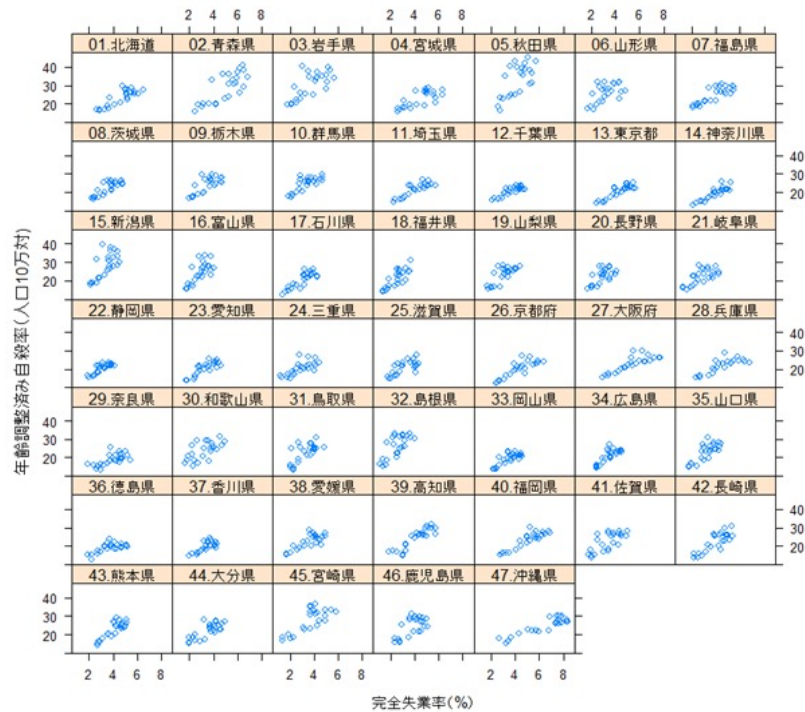 2 4 6 8 2 4 6 8 2 4 6 8
01.北海道 02.青森県 03.岩手県 04.宮城県 05.秋田県 06.山形県 07.福島県
40
30
20
08.茨城県 09.栃木県 10.群馬県 11.埼玉県 12.千葉県 13.東京都 14.神奈川県
40
30
20
15.新潟県 16.富山県 17.石川県 18.福井県 19.山梨県 20.長野県 21.岐阜県
40
30
20
22.静岡県 23.愛知県 24.三重県 25.滋賀県 26.京都府 27.大阪府 28.兵庫県
40
30
20
29.奈良県 30.和歌山県 31.鳥取県 32.島根県 33.岡山県 34.広島県 35.山口県
40
30
20
36.徳島県 37.香川県 38.愛媛県 39.高知県 40.福岡県 41.佐賀県 42.長崎県
40
30
20
43.熊本県 44.大分県 45.宮崎県 46.鹿児島県 47.沖縄県
40
30
20
2 4 6 8 2 4 6 8 2 4 6 8
年齢調整済み自殺率(人口10万対)
完全失業率(%)